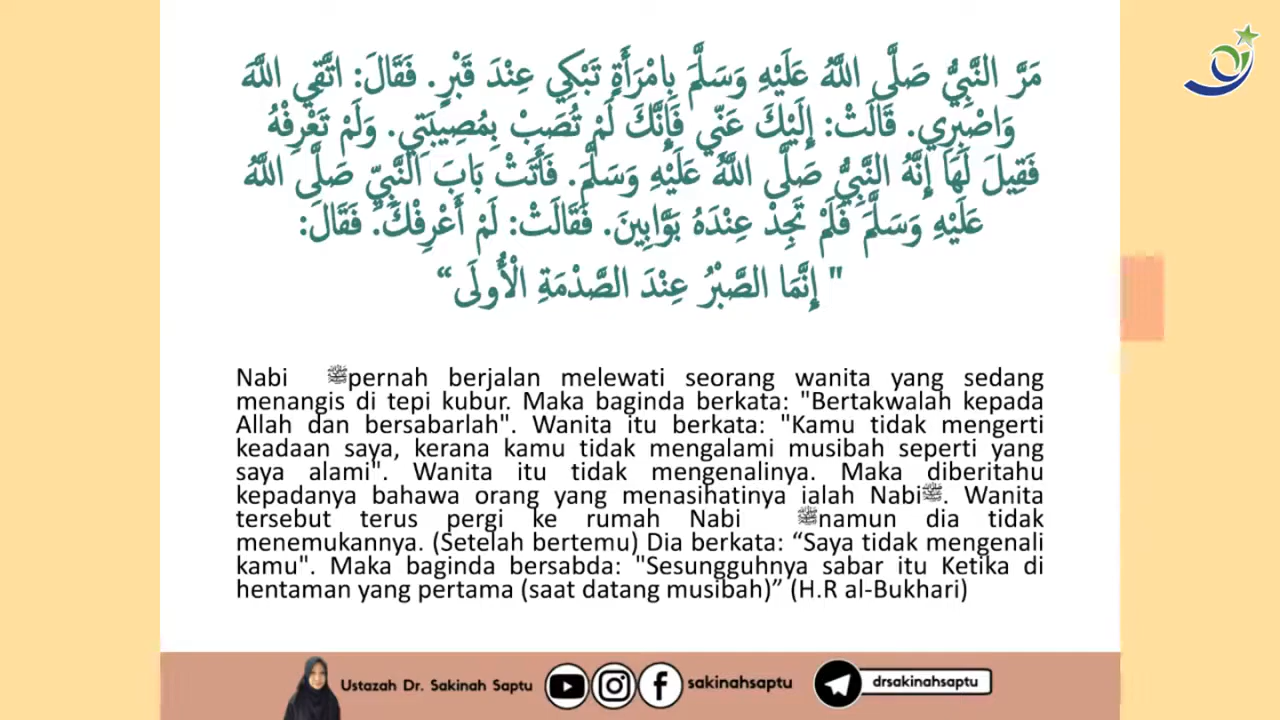 مَرَّ النَّبِيُّ صَلَّى اللَّهُ عَلَيْهِ وَسَلَّمَ بِامْرَأَةٍ تَبْكِي عِنْدَ قَبْرٍ. فَقَالَ: اتَّقِي اللَّهَ
وَاصْبِرِي. قَالَتْ: إِلَيْكَ عَنِّي فَإِنَّكَ لَمْ تُصَبْ بِمُصِيبَتِي. وَلَمْ تَعْرِفْهُ
فَقِيلَ لَهَا إِنَّهُ النَّبِيُّ صَلَّى اللَّهُ عَلَيْهِ وَسَلَّمَ. فَأَتَتْ بَابَ النَّبِيِّ صَلَّى اللَّهُ
عَلَيْهِ وَسَلَّمَ فَلَمْ تَجِدْ عِنْدَهُ بَوَّابِينَ. فَقَالَتْ: لَمْ أَعْرِفْكَ. فَقَالَ:
" إِنَّمَا الصَّبْرُ عِنْدَ الصَّدْمَةِ الْأُولَى“
Nabi ﷺpernah berjalan melewati seorang wanita yang sedang
menangis di tepi kubur. Maka baginda berkata: "Bertakwalah kepada
Allah dan bersabarlah". Wanita itu berkata: "Kamu tidak mengerti
keadaan saya, kerana kamu tidak mengalami musibah seperti yang
saya alami". Wanita itu tidak mengenalinya. Maka diberitahu
kepadanya bahawa orang yang menasihatinya ialah Nabiﷺ. Wanita
tersebut terus pergi ke rumah Nabi ﷺnamun dia tidak
menemukannya. (Setelah bertemu) Dia berkata: “Saya tidak mengenali
kamu". Maka baginda bersabda: "Sesungguhnya sabar itu Ketika di
hentaman yang pertama (saat datang musibah)” (H.R al-Bukhari)
Ustazah Dr. Sakinah Saptu
sakinahsaptu
drsakinahsaptu